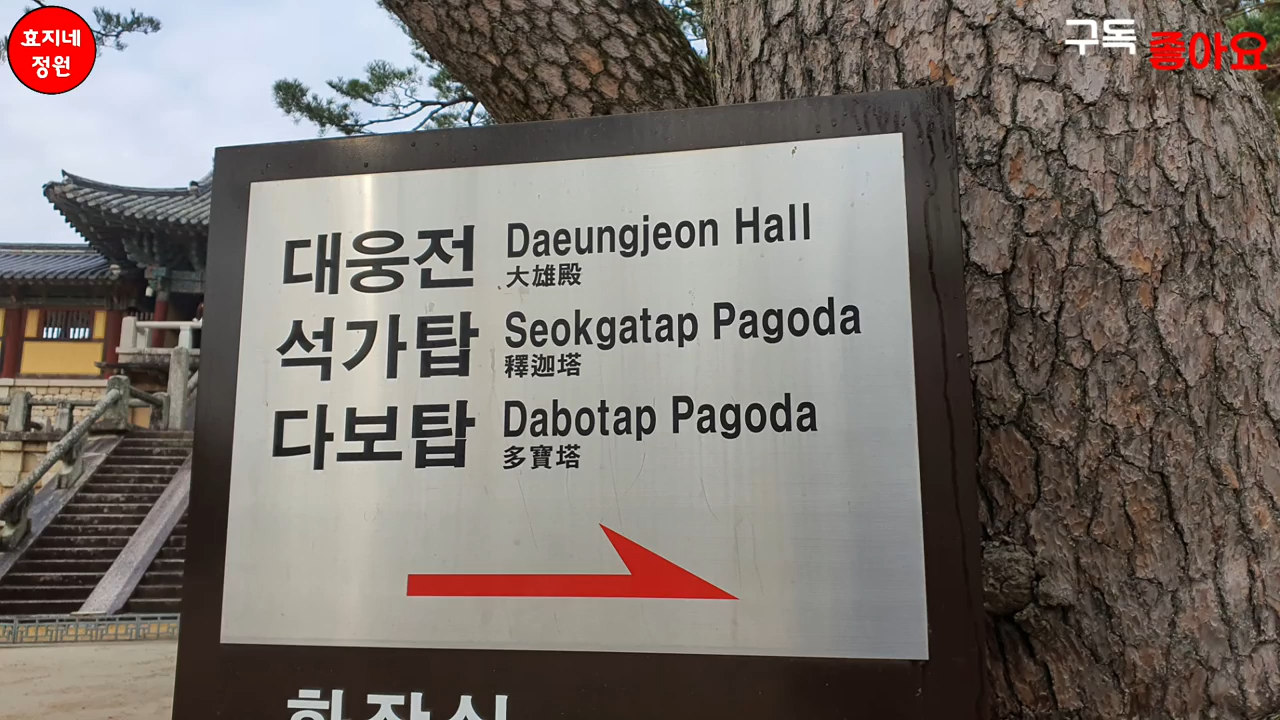 효지네
정원
구독 좋아요
대웅전 Daeungjeon Hall
大雄殿
석가탑 Seokgatap Pagoda
釋迦塔
다보탑 Dabotap Pagoda
多寶塔
화장실